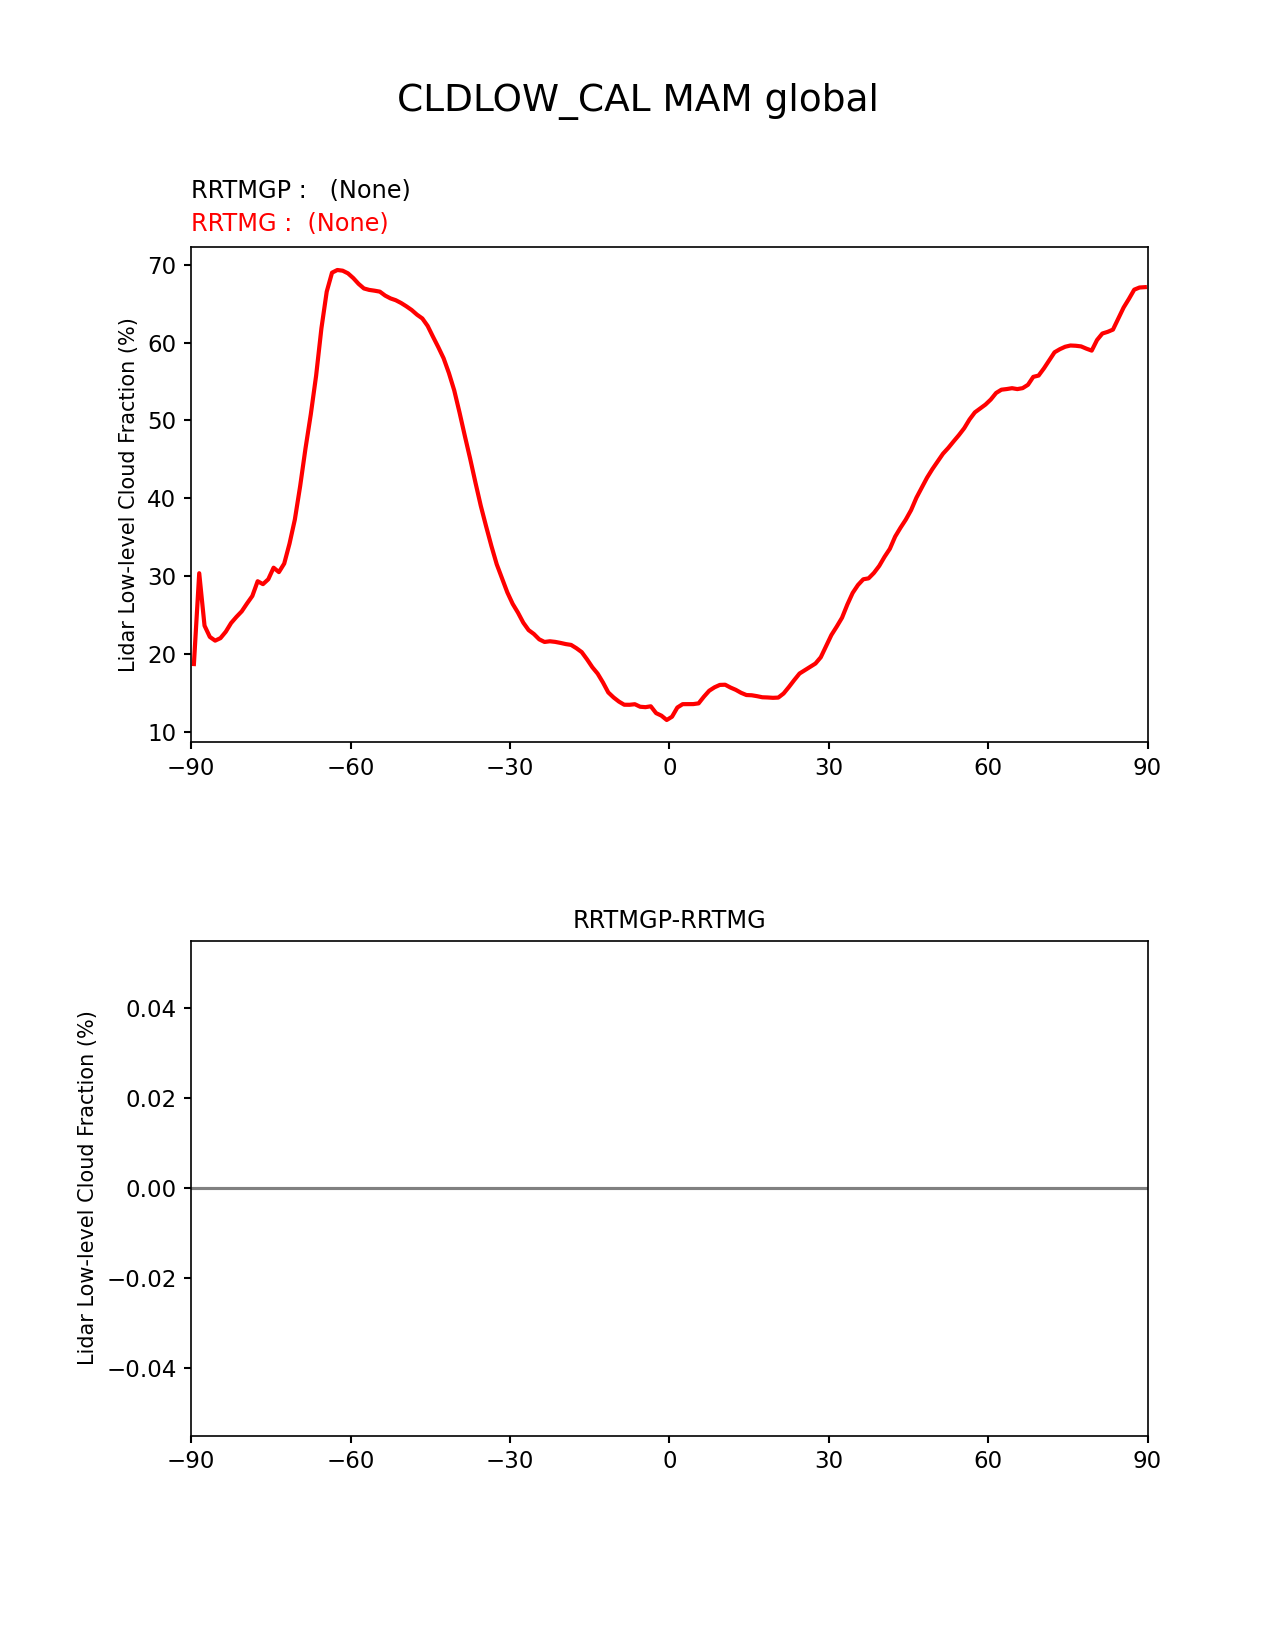 CLDLOW_CAL MAM global
RRTMGP :   (None)
RRTMG :  (None)
Lidar Low-level Cloud Fraction (%)
70
60
50
40
30
20
10
−90 −60 −30 0 30 60 90
RRTMGP-RRTMG
Lidar Low-level Cloud Fraction (%)
0.04
0.02
0.00
−0.02
−0.04
−90 −60 −30 0 30 60 90